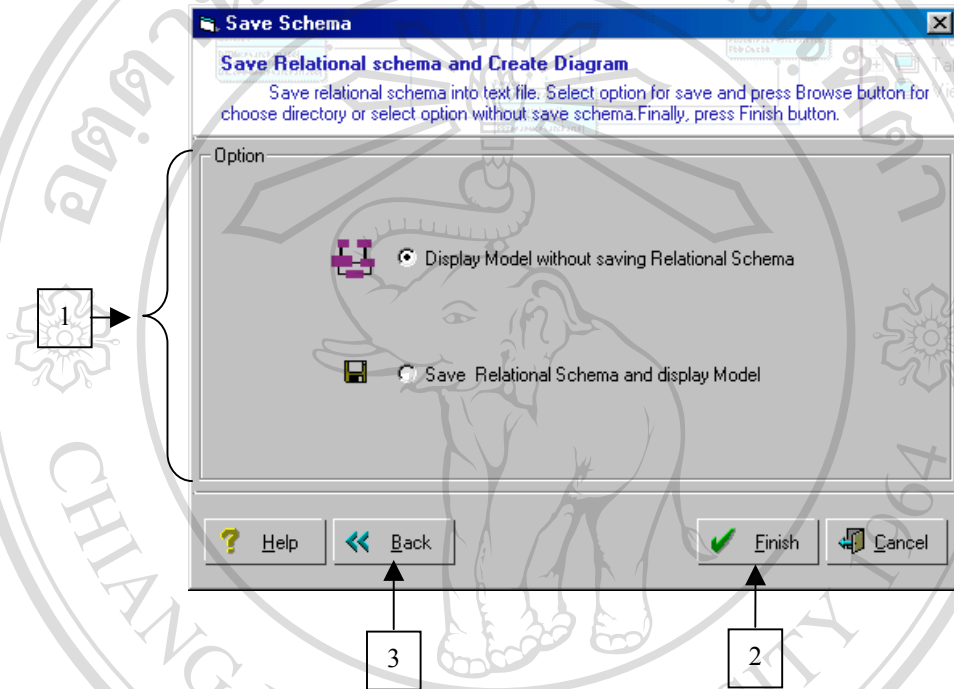 Save Schema
Save Relational schema and Create Diagram
Save relational schema into text file. Select option for save and press Browse button for
choose directory or select option without save schema.Finally, press Finish button.
Option
Display Model without saving Relational Schema
1
Save Relational Schema and display Model
Help
Back
Finish
Cancel
3
2
CHIANG
1964